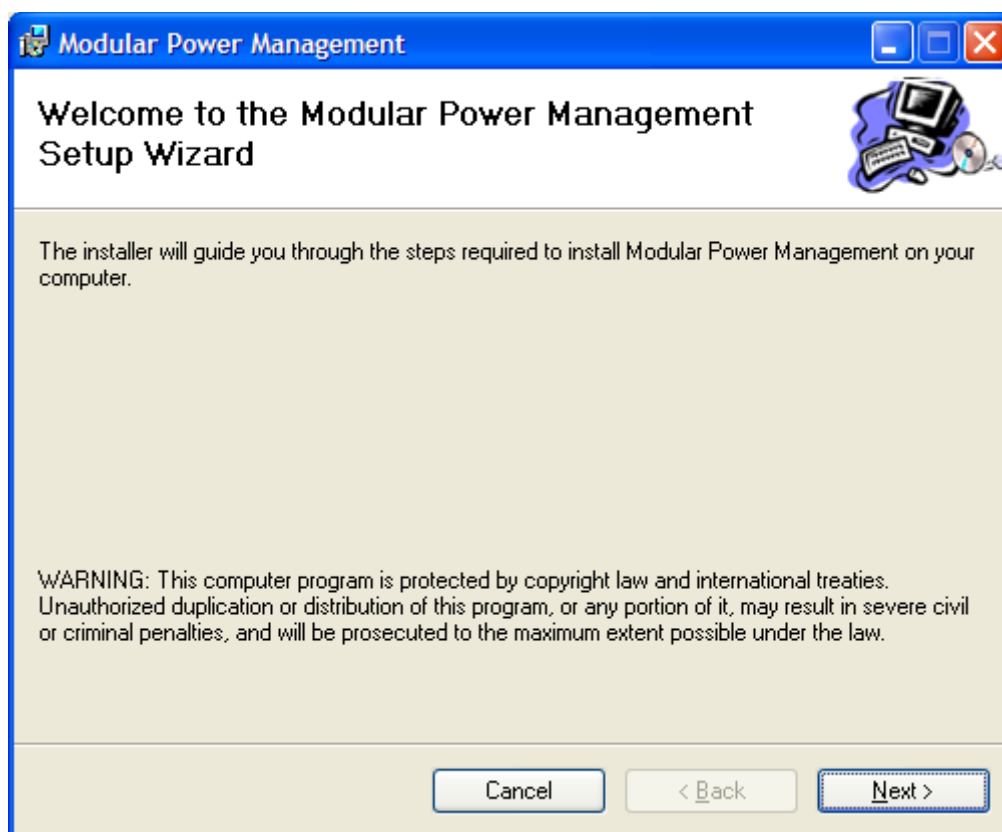 Modular Power Management
Welcome to the Modular Power Management
Setup Wizard
The installer will guide you through the steps required to install Modular Power Management on your
computer.
WARNING: This computer program is protected by copyright law and international treaties.
Unauthorized duplication or distribution of this program, or any portion of it, may result in severe civil
or criminal penalties, and will be prosecuted to the maximum extent possible under the law.
Cancel
< Back
Next >